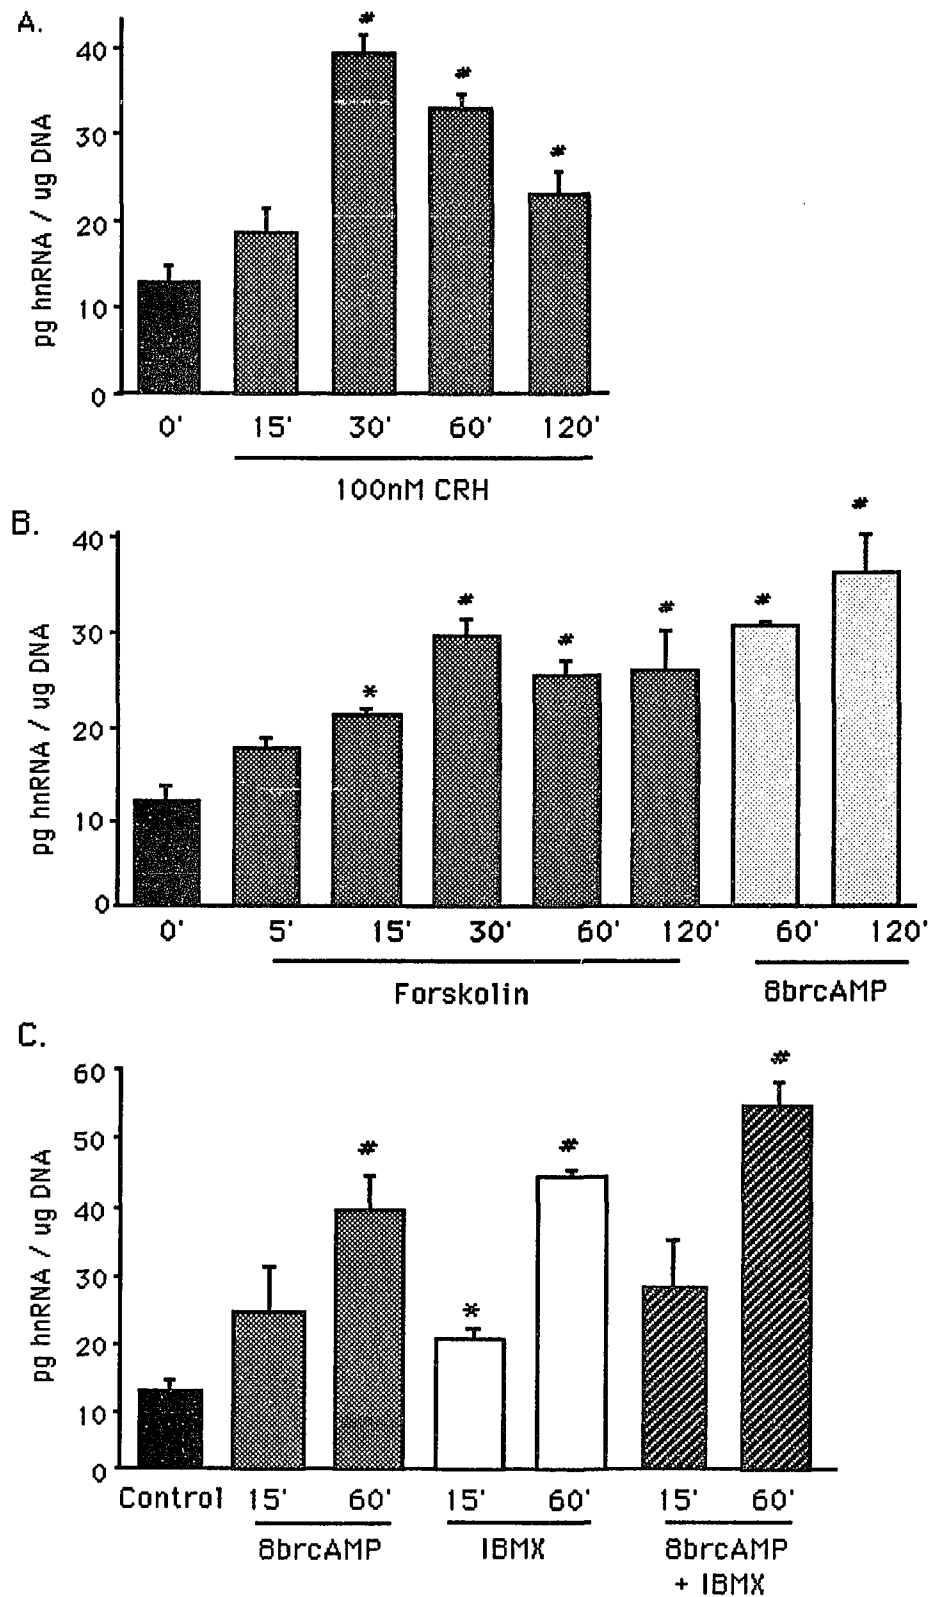 A.
#
#
#
40
30
20
10
0
pg hnRNA / ug DNA
0' 15' 30' 60' 120'
100nM CRH
B.
#
#
#
#
#
*
40
30
20
10
0
pg hnRNA / ug DNA
0' 5' 15' 30' 60' 120' 60' 120'
Forskolin 8brcAMP
C.
#
#
#
*
60
50
40
30
20
10
0
pg hnRNA / ug DNA
Control 15' 60' 15' 60' 15' 60'
8brcAMP IBMX 8brcAMP
+ IBMX